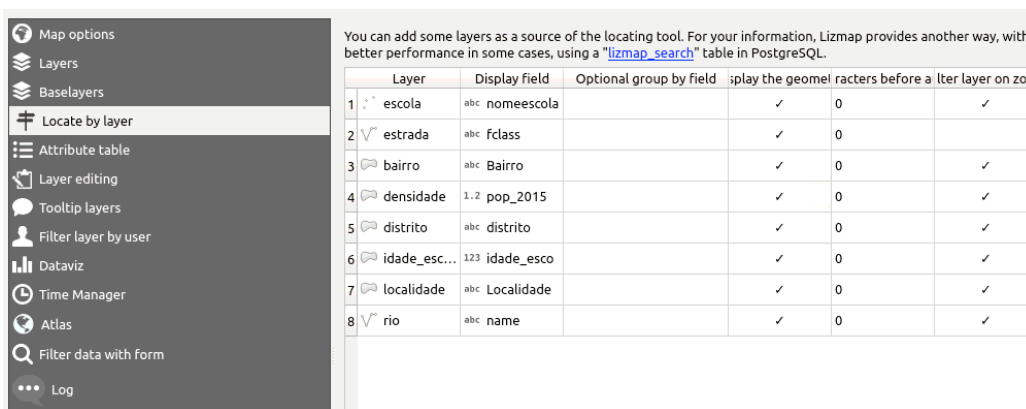 Map options
Layers
Baselayers
Locate by layer
Attribute table
Layer editing
Tooltip layers
Filter layer by user
Dataviz
Time Manager
Atlas
Filter data with form
Log
You can add some layers as a source of the locating tool. For your information, Lizmap provides another way, with
better performance in some cases, using a "lizmap_search" table in PostgreSQL.
Layer Display field Optional group by field splay the geome racters before a lter layer on zo
1 escola abc nomeescola ✓ 0 ✓
2 estrada abc fclass ✓ 0
3 bairro abc Bairro ✓ 0 ✓
4 densidade 1.2 pop_2015 ✓ 0 ✓
5 distrito abc distrito ✓ 0 ✓
6 idade_esc... 123 idade_esco ✓ 0 ✓
7 localidade abc Localidade ✓ 0 ✓
8 rio abc name ✓ 0 ✓